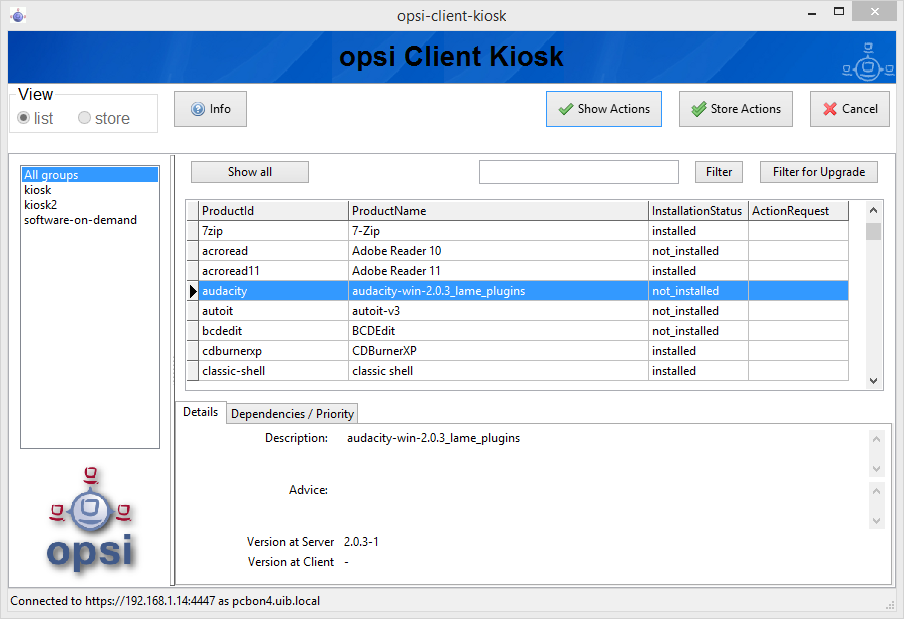 opsi-client-kiosk
opsi Client Kiosk
View
list store
Info
Show Actions
Store Actions
Cancel
All groups
kiosk
kiosk2
software-on-demand
Show all
Filter
Filter for Upgrade
ProductId ProductName InstallationStatus ActionRequest
7zip 7-Zip installed
acroread Adobe Reader 10 not_installed
acroread11 Adobe Reader 11 installed
audacity audacity-win-2.0.3_lame_plugins not_installed
autoit autoit-v3 not_installed
bcdedit BCDEdit not_installed
cdburnerxp CDBurnerXP installed
classic-shell classic shell installed
Details Dependencies / Priority
Description: audacity-win-2.0.3_lame_plugins
Advice:
Version at Server 2.0.3-1
Version at Client -
opsi
Connected to https://192.168.1.14:4447 as pcbon4.uib.local